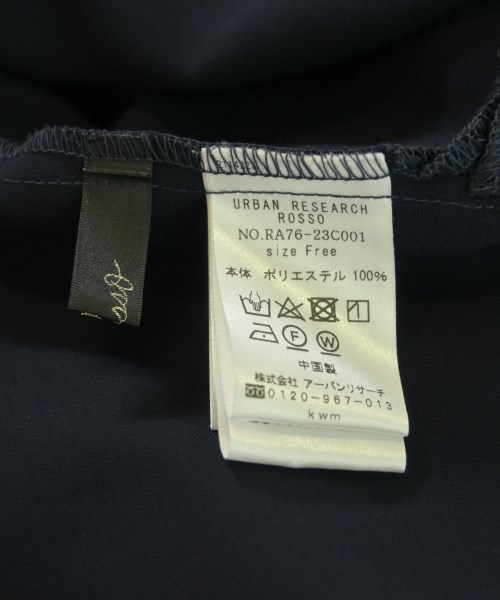 URBAN RESEARCH
ROSSO
NO.RA76-23C001
size Free
本体 ポリエステル 100%
F W
中国製
株式会社 アーバンリサーチ
0120-967-013
kwm